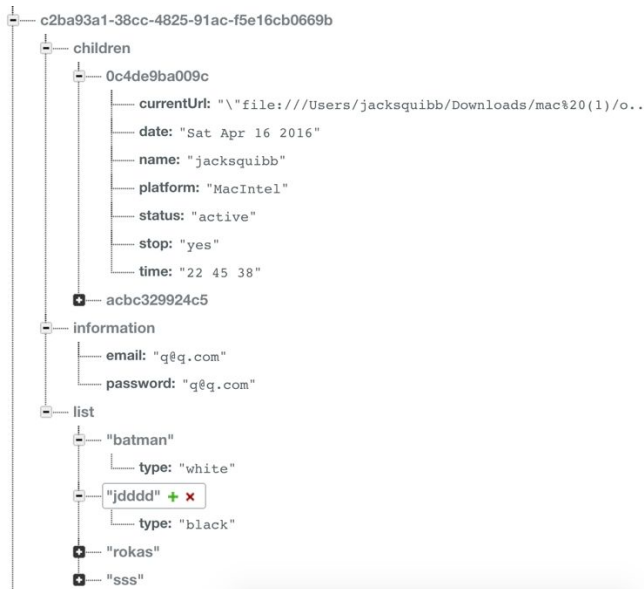 c2ba93a1-38cc-4825-91ac-f5e16cb0669b
children
0c4de9ba009c
currentUrl: "\"file:///Users/jacksquibb/Downloads/mac%20(1)/o..
date: "Sat Apr 16 2016"
name: "jacksquibb"
platform: "MacIntel"
status: "active"
stop: "yes"
time: "22 45 38"
acbc329924c5
information
email: "q@q.com"
password: "q@q.com"
list
"batman"
type: "white"
"jdddd"
type: "black"
"rokas"
"sss"